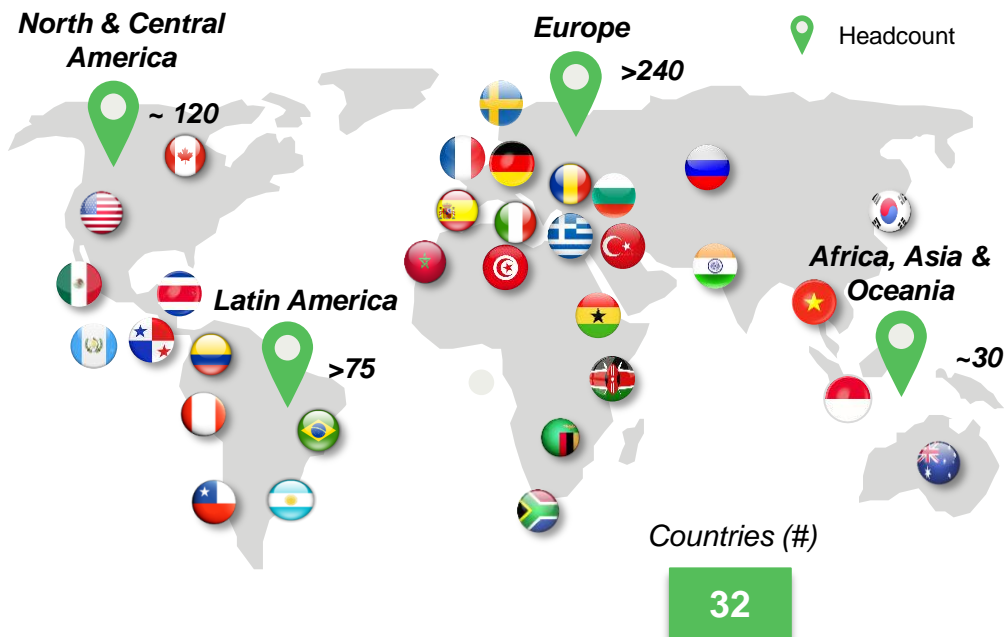 North & Central
America
~ 120
Europe
>240
Headcount
Latin America
>75
Africa, Asia &
Oceania
~30
Countries (#)
32